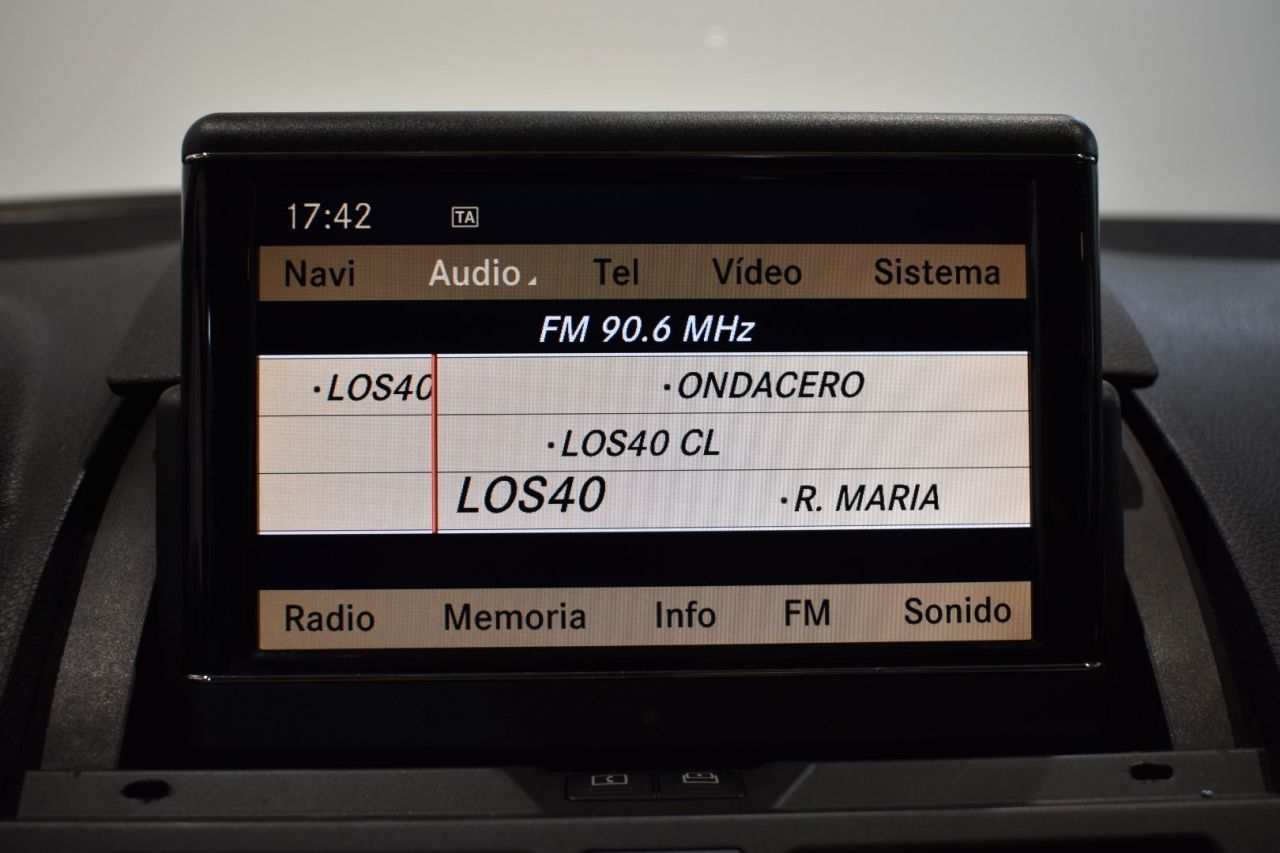 17:42 TA
Navi Audio Tel Vídeo Sistema
FM 90.6 MHz
·LOS40 ·ONDACERO
·LOS40 CL
LOS40 ·R. MARIA
Radio Memoria Info FM Sonido